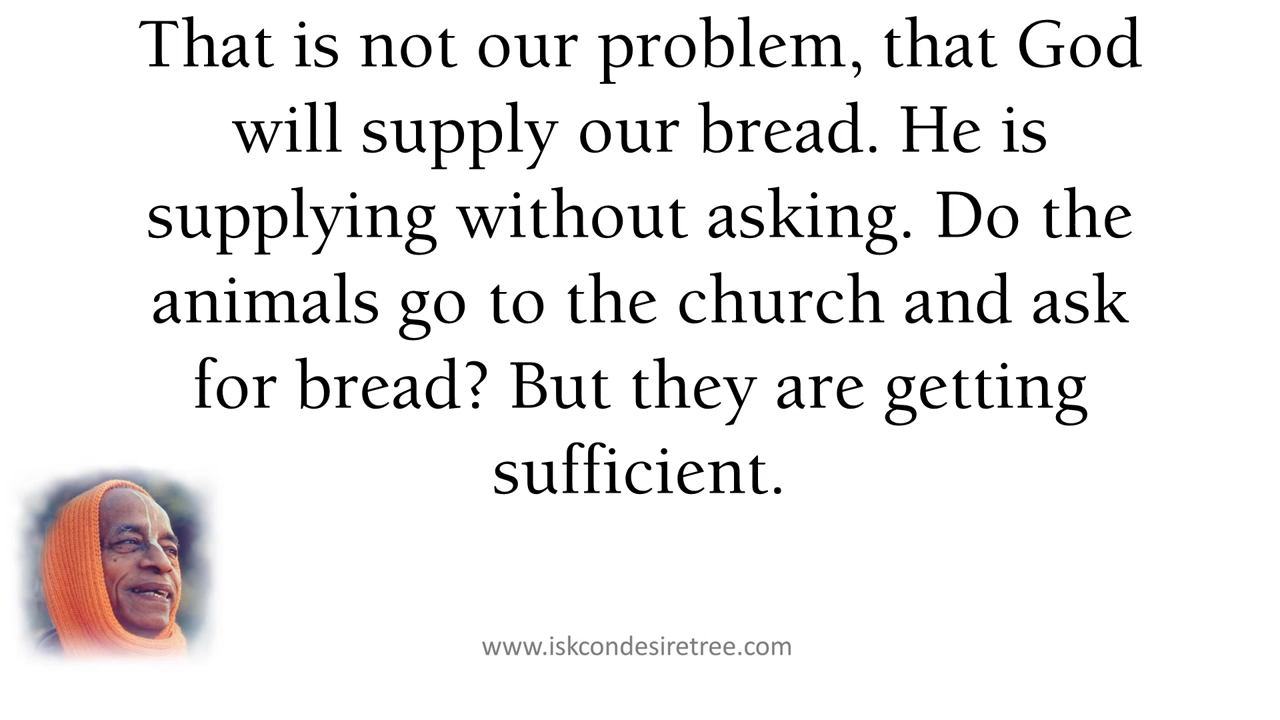 That is not our problem, that God
will supply our bread. He is
supplying without asking. Do the
animals go to the church and ask
for bread? But they are getting
sufficient.
www.iskcondesiretree.com